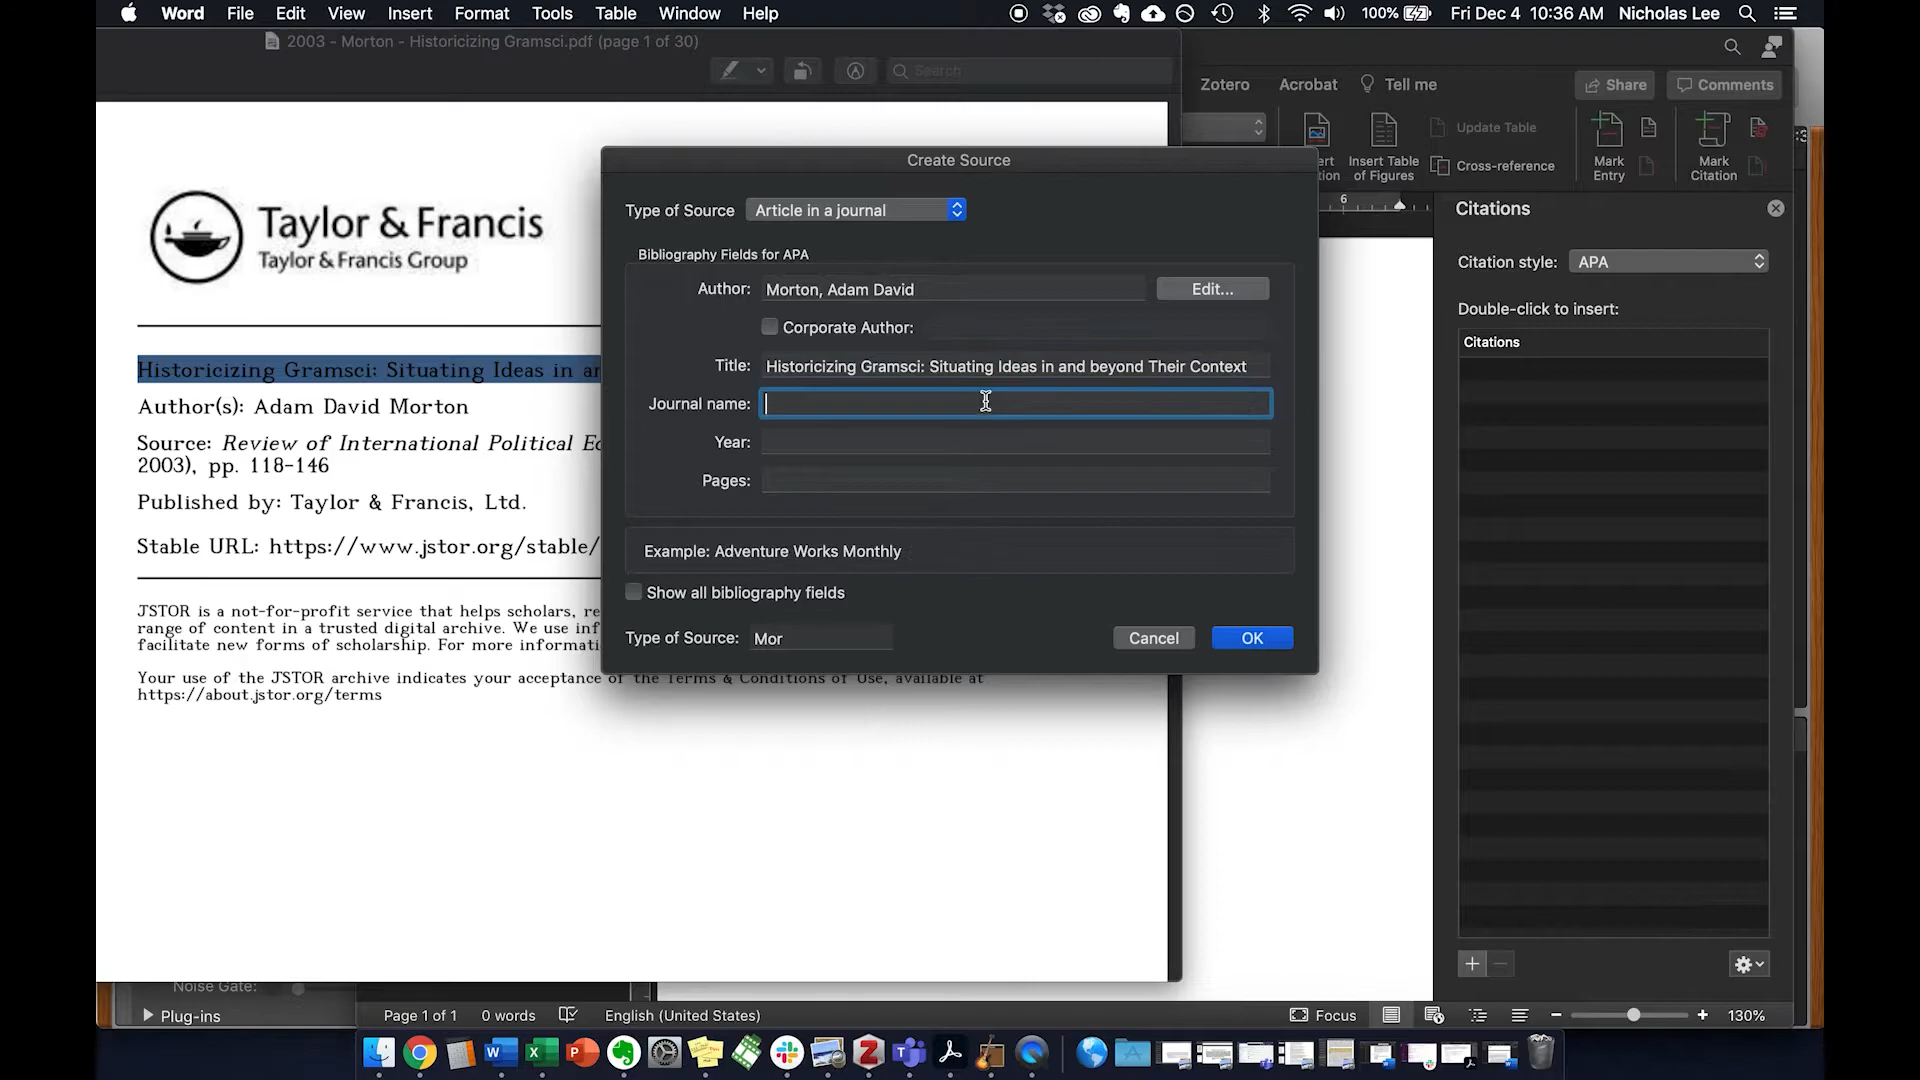 Word File Edit View Insert Format Tools Table Window Help 100% Fri Dec 4 10:36 AM Nicholas Lee
2003 - Morton - Historicizing Gramsci.pdf (page 1 of 30)
Search
Zotero Acrobat Tell me Share Comments
Insert Table
of Figures
Update Table
Cross-reference
Mark
Entry
Mark
Citation
6
Taylor & Francis
Taylor & Francis Group
Historicizing Gramsci: Situating Ideas in
Author(s): Adam David Morton
Source: Review of International Political
2003), pp. 118-146
Published by: Taylor & Francis, Ltd.
Stable URL: https://www.jstor.org/stable/
JSTOR is a not-for-profit service that helps scholars,
range of content in a trusted digital archive. We use
facilitate new forms of scholarship. For more
Your use of the JSTOR archive indicates your acceptance of the Terms & Conditions of Use, available at
https://about.jstor.org/terms
Create Source
Type of Source Article in a journal
Bibliography Fields for APA
Author: Morton, Adam David Edit...
Corporate Author:
Title: Historicizing Gramsci: Situating Ideas in and beyond Their Context
Journal name:
Year:
Pages:
Example: Adventure Works Monthly
Show all bibliography fields
Type of Source: Mor Cancel OK
Citations
Citation style: APA
Double-click to insert:
Citations
Noise Gate:
Plug-ins
Page 1 of 1 0 words English (United States) Focus 130%